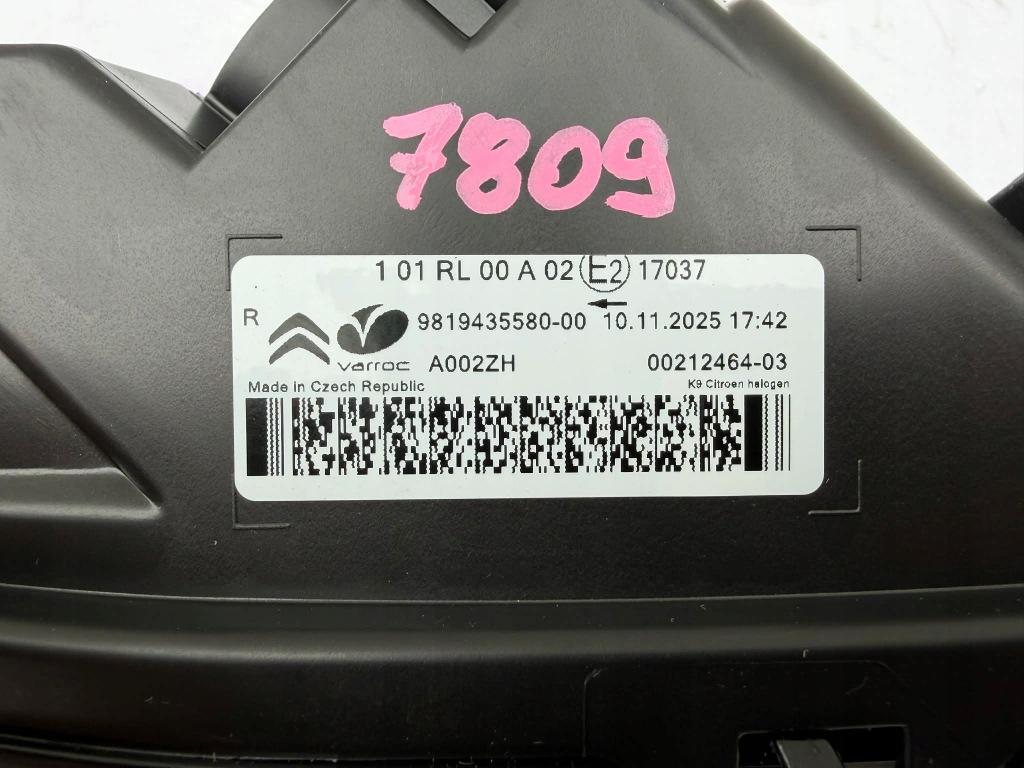 7809
1 01 RL 00 A 02 E2 17037
R 9819435580-00 10.11.2025 17:42
varroc A002ZH 00212464-03
Made in Czech Republic K9 Citroen halogen